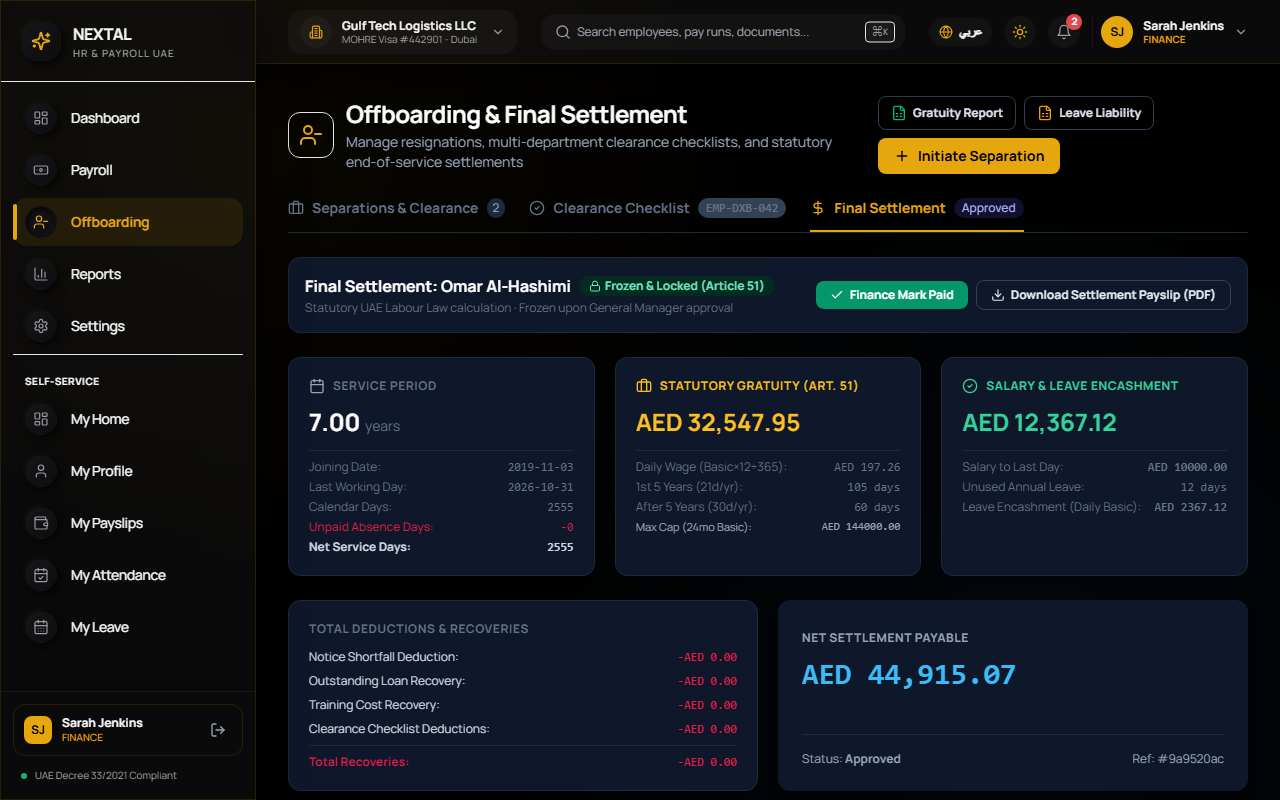 NEXTAL
HR & PAYROLL UAE
Dashboard
Payroll
Offboarding
Reports
Settings
SELF-SERVICE
My Home
My Profile
My Payslips
My Attendance
My Leave
SJ
Sarah Jenkins
FINANCE
UAE Decree 33/2021 Compliant
Gulf Tech Logistics LLC
MOHRE Visa #442901 - Dubai
Search employees, pay runs, documents...
⌘K
عربي
2
SJ
Sarah Jenkins
FINANCE
Offboarding & Final Settlement
Manage resignations, multi-department clearance checklists, and statutory
end-of-service settlements
Gratuity Report
Leave Liability
Initiate Separation
Separations & Clearance 2
Clearance Checklist EMP-DXB-042
Final Settlement Approved
Final Settlement: Omar Al-Hashimi
Frozen & Locked (Article 51)
Statutory UAE Labour Law calculation · Frozen upon General Manager approval
Finance Mark Paid
Download Settlement Payslip (PDF)
SERVICE PERIOD
7.00 years
Joining Date: 2019-11-03
Last Working Day: 2026-10-31
Calendar Days: 2555
Unpaid Absence Days: -0
Net Service Days: 2555
STATUTORY GRATUITY (ART. 51)
AED 32,547.95
Daily Wage (Basic×12÷365): AED 197.26
1st 5 Years (21d/yr): 105 days
After 5 Years (30d/yr): 60 days
Max Cap (24mo Basic): AED 144000.00
SALARY & LEAVE ENCASHMENT
AED 12,367.12
Salary to Last Day: AED 10000.00
Unused Annual Leave: 12 days
Leave Encashment (Daily Basic): AED 2367.12
TOTAL DEDUCTIONS & RECOVERIES
Notice Shortfall Deduction: -AED 0.00
Outstanding Loan Recovery: -AED 0.00
Training Cost Recovery: -AED 0.00
Clearance Checklist Deductions: -AED 0.00
Total Recoveries: -AED 0.00
NET SETTLEMENT PAYABLE
AED 44,915.07
Status: Approved
Ref: #9a9520ac